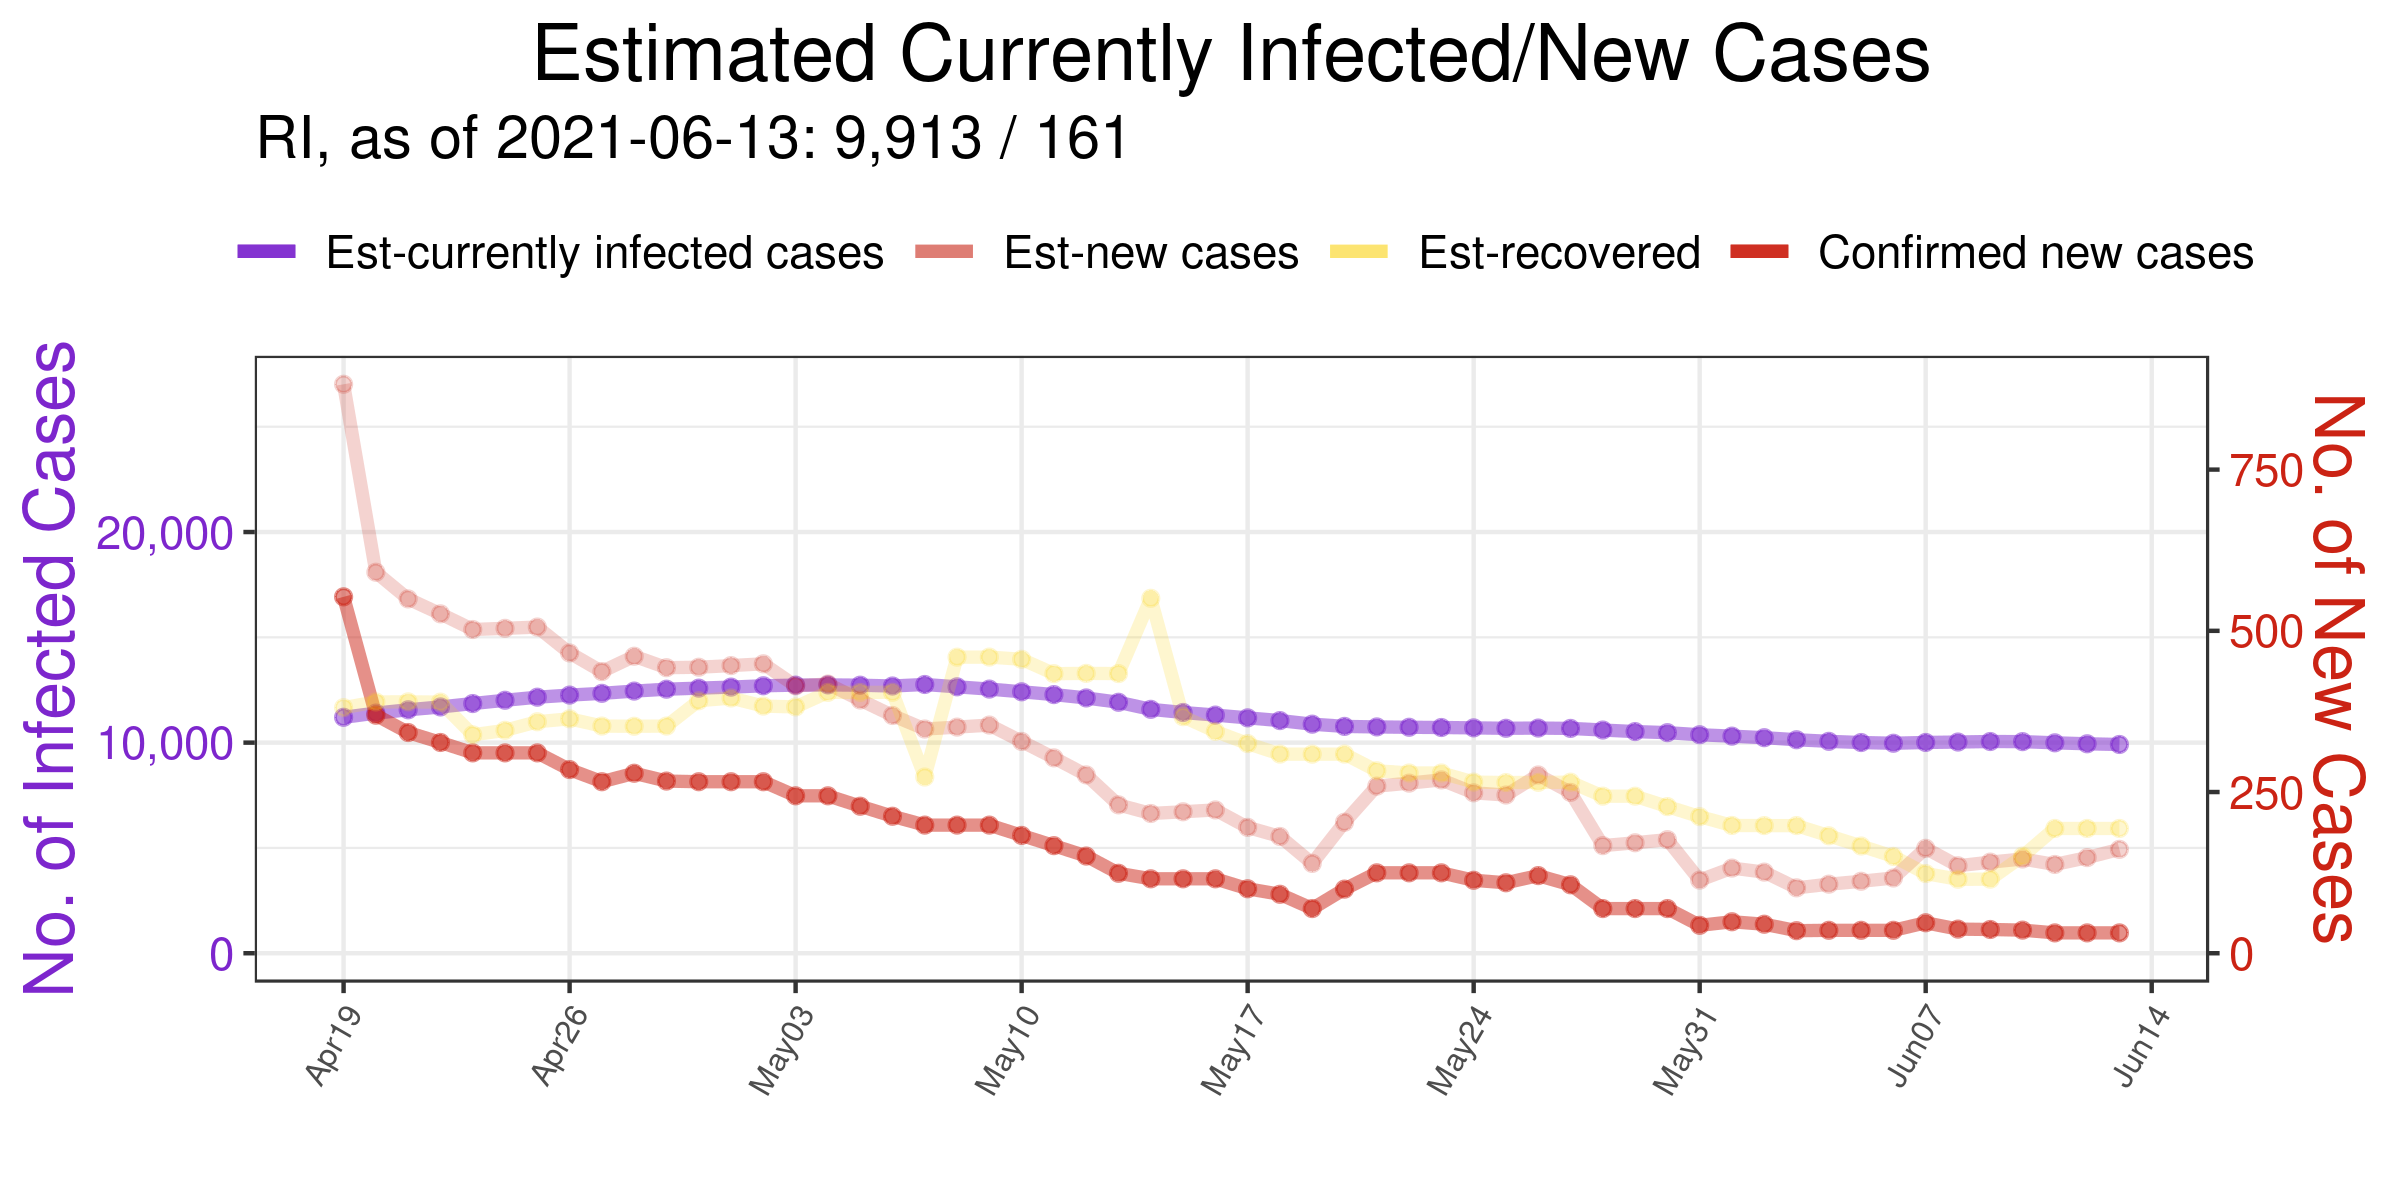 Estimated Currently Infected/New Cases
RI, as of 2021-06-13: 9,913 / 161
Est-currently infected cases Est-new cases Est-recovered Confirmed new cases
No. of Infected Cases
20,000
10,000
0
750
500
250
0
No. of New Cases
Apr19 Apr26 May03 May10 May17 May24 May31 Jun07 Jun14